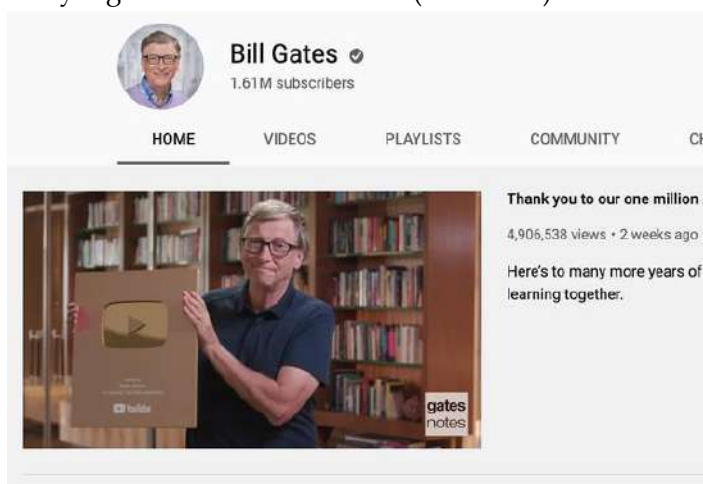 Bill Gates
1.61M subscribers
HOME VIDEOS PLAYLISTS COMMUNITY
Thank you to our one million
4,906,538 views • 2 weeks ago
Here's to many more years of
learning together.
YouTube
gates
notes